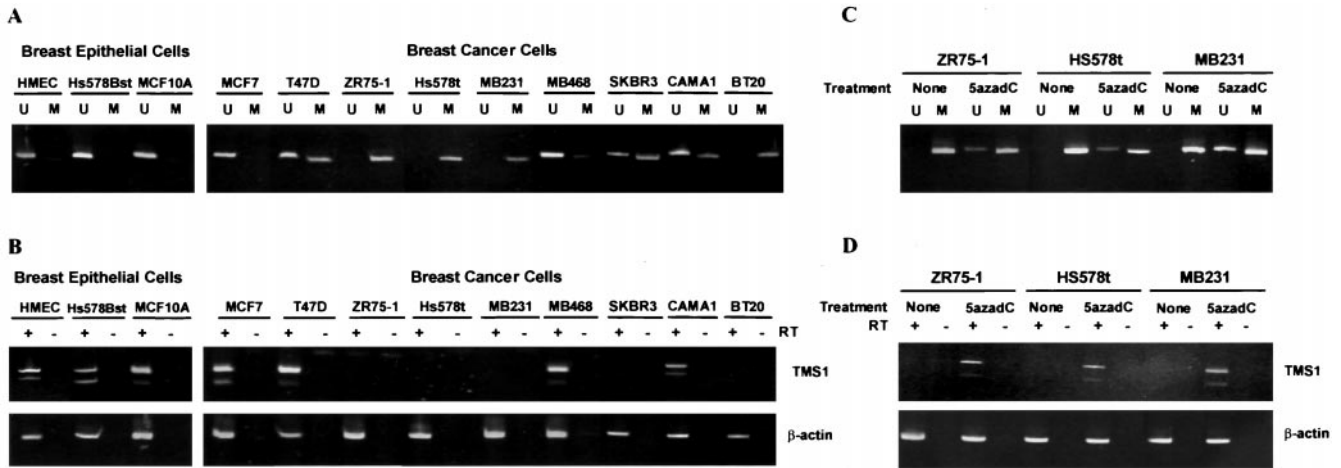 A
Breast Epithelial Cells
Breast Cancer Cells
HMEC Hs578Bst MCF10A MCF7 T47D ZR75-1 Hs578t MB231 MB468 SKBR3 CAMA1 BT20
U M U M U M U M U M U M U M U M U M U M U M U M
B
Breast Epithelial Cells
Breast Cancer Cells
HMEC Hs578Bst MCF10A MCF7 T47D ZR75-1 Hs578t MB231 MB468 SKBR3 CAMA1 BT20
+ - + - + - + - + - + - + - + - + - + - + - + - RT
TMS1
β-actin
C
ZR75-1 HS578t MB231
Treatment None 5azadC None 5azadC None 5azadC
U M U M U M U M U M U M
D
ZR75-1 HS578t MB231
Treatment None 5azadC None 5azadC None 5azadC
RT + - + - + - + - + - + -
TMS1
β-actin